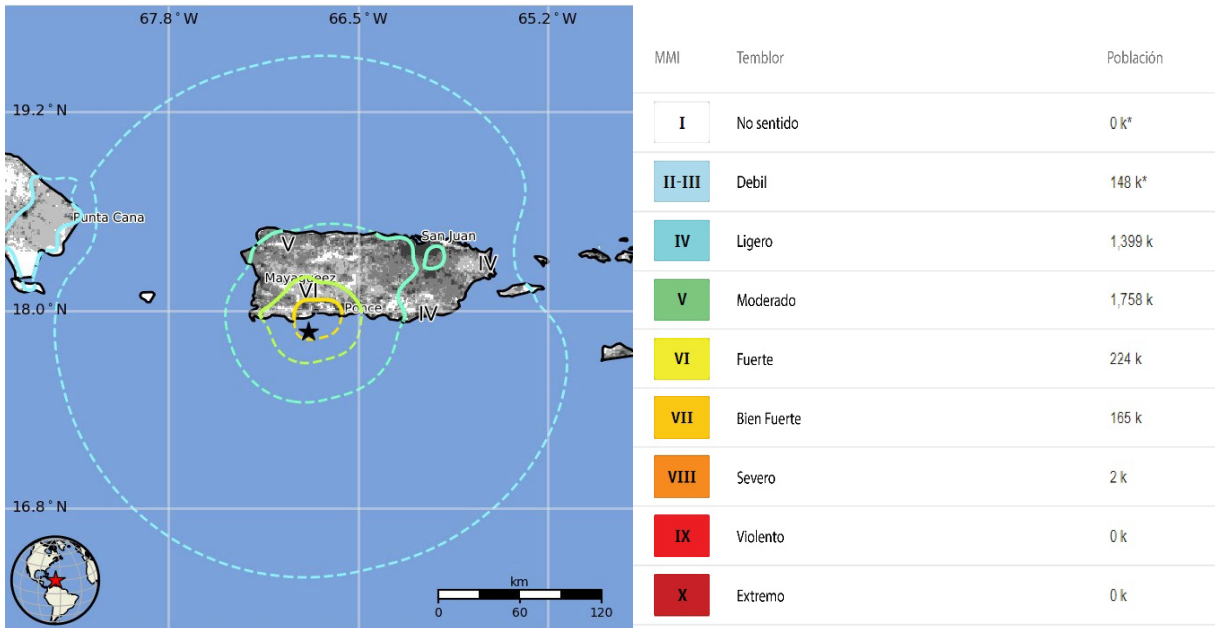 67.8°W 66.5°W 65.2°W
19.2°N
Punta Cana
San Juan
V
IV
Mayaguez
VI
18.0°N
Ponce
IV
16.8°N
km
0 60 120
MMI Temblor Población
I No sentido 0 k*
II-III Debil 148 k*
IV Ligero 1,399 k
V Moderado 1,758 k
VI Fuerte 224 k
VII Bien Fuerte 165 k
VIII Severo 2 k
IX Violento 0 k
X Extremo 0 k